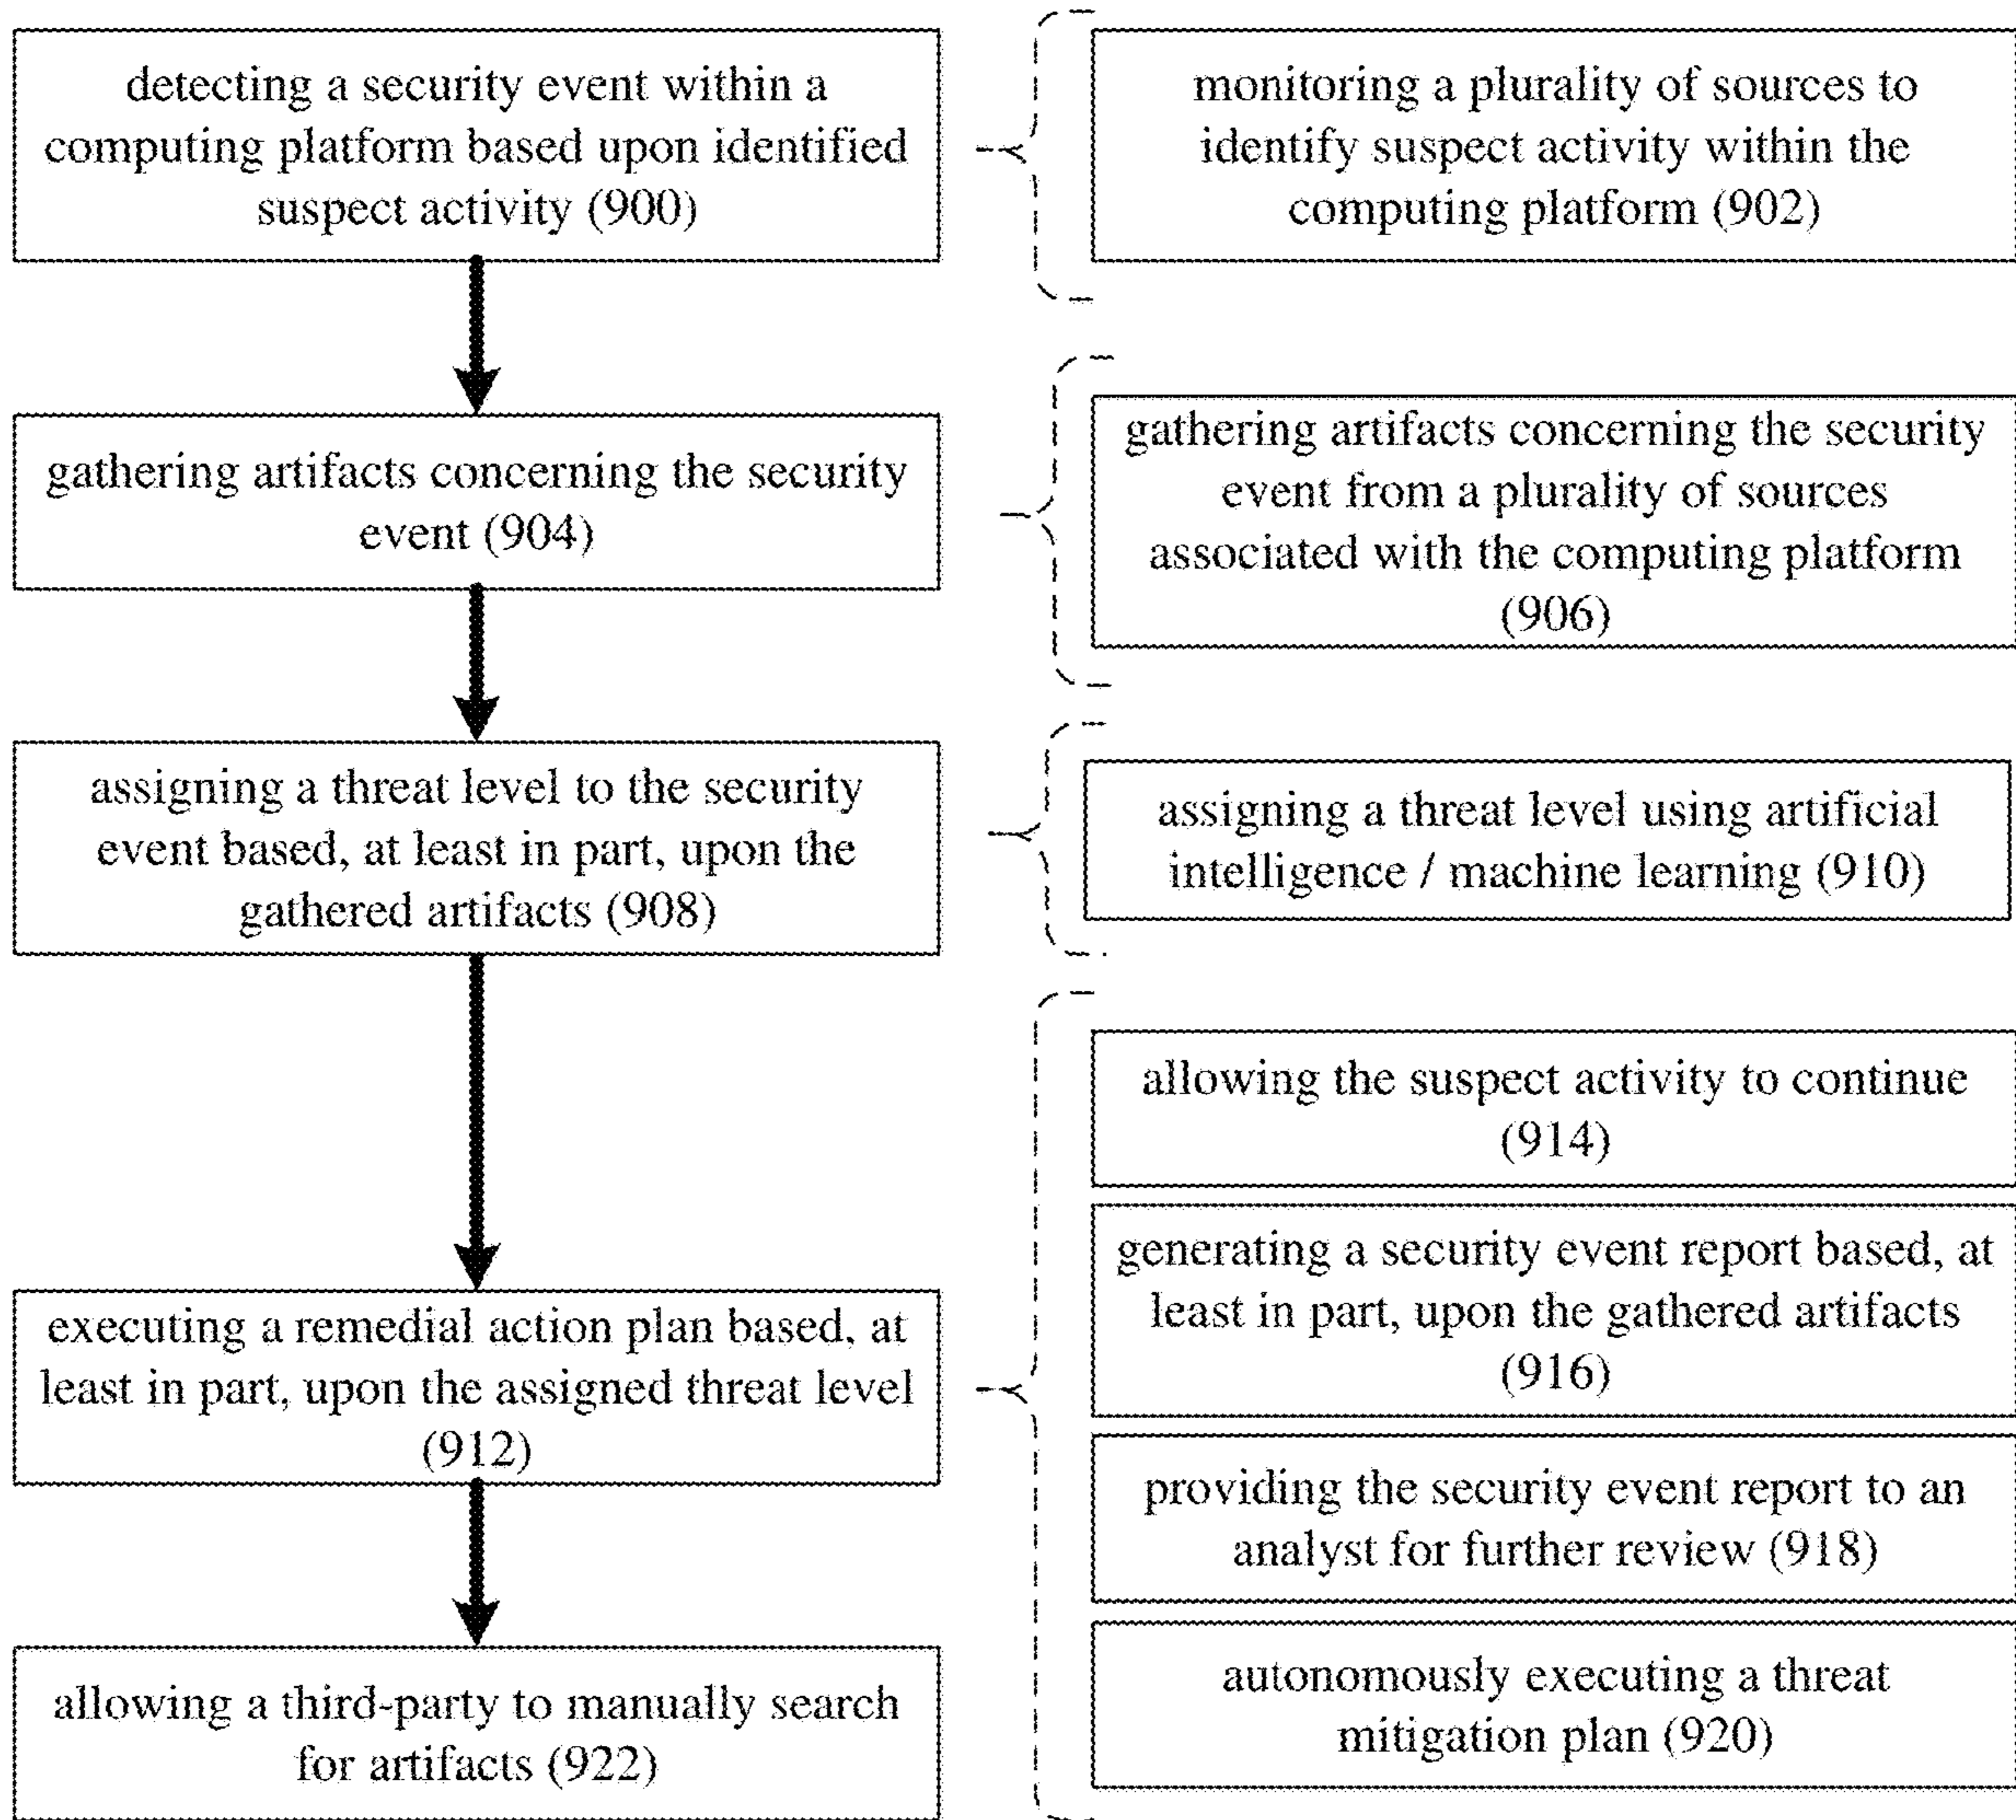 detecting a security event within a
computing platform based upon identified
suspect activity (900)
monitoring a plurality of sources to
identify suspect activity within the
computing platform (902)
gathering artifacts concerning the security
event (904)
gathering artifacts concerning the security
event from a plurality of sources
associated with the computing platform
(906)
assigning a threat level to the security
event based, at least in part, upon the
gathered artifacts (908)
assigning a threat level using artificial
intelligence / machine learning (910)
executing a remedial action plan based, at
least in part, upon the assigned threat level
(912)
allowing the suspect activity to continue
(914)
generating a security event report based, at
least in part, upon the gathered artifacts
(916)
providing the security event report to an
analyst for further review (918)
autonomously executing a threat
mitigation plan (920)
allowing a third-party to manually search
for artifacts (922)